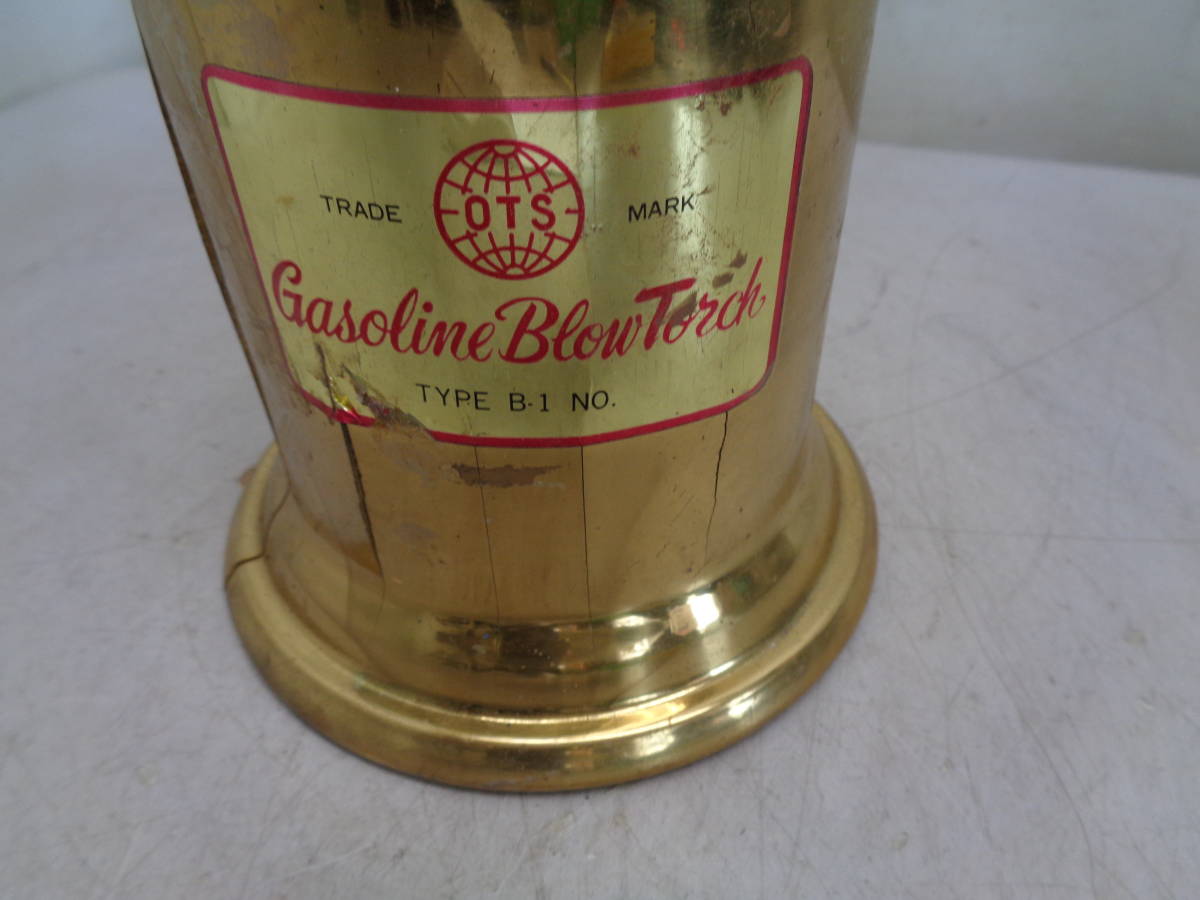 TRADE OTS MARK
Gasoline Blow Torch
TYPE B-1 NO.